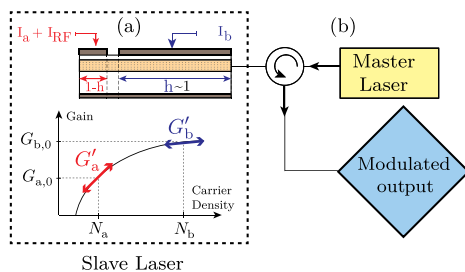 (a)
(b)
I_a + I_RF
I_b
1-h
h~1
Master
Laser
Gain
G_b,0
G'_b
G'_a
G_a,0
Modulated
output
Carrier
Density
N_a
N_b
Slave Laser